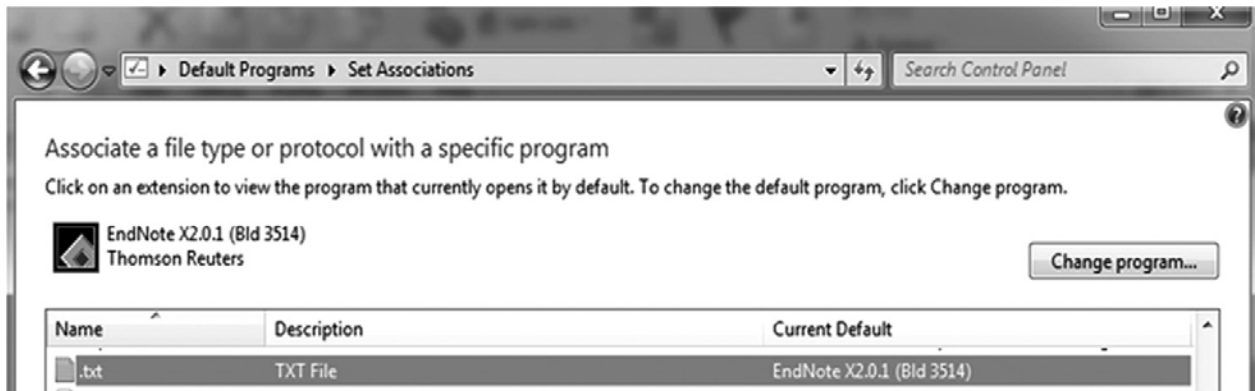 Default Programs Set Associations Search Control Panel
Associate a file type or protocol with a specific program
Click on an extension to view the program that currently opens it by default. To change the default program, click Change program.
EndNote X2.0.1 (Bld 3514)
Thomson Reuters
Change program...
Name Description Current Default
.txt TXT File EndNote X2.0.1 (Bld 3514)